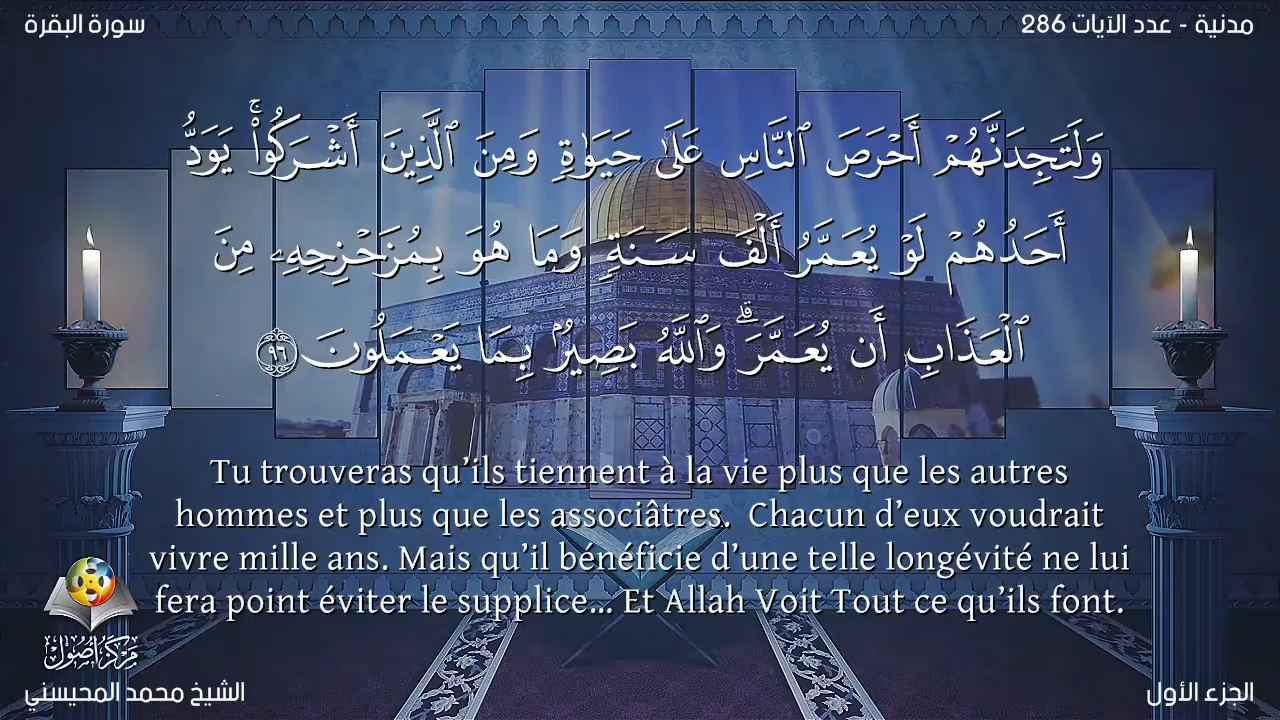 سورة البقرة
مدنية - عدد الآيات 286
وَلَتَجِدَنَّهُمْ أَحْرَصَ ٱلنَّاسِ عَلَىٰ حَيَوٰةٍ وَمِنَ ٱلَّذِينَ أَشْرَكُوا۟ ۚ يَوَدُّ
أَحَدُهُمْ لَوْ يُعَمَّرُ أَلْفَ سَنَةٍ وَمَا هُوَ بِمُزَحْزِحِهِۦ مِنَ
ٱلْعَذَابِ أَن يُعَمَّرَ ۗ وَٱللَّهُ بَصِيرٌۢ بِمَا يَعْمَلُونَ ٩٦
Tu trouveras qu’ils tiennent à la vie plus que les autres
hommes et plus que les associâtres. Chacun d’eux voudrait
vivre mille ans. Mais qu’il bénéficie d’une telle longévité ne lui
fera point éviter le supplice... Et Allah Voit Tout ce qu’ils font.
مركز أصول
الشيخ محمد المحيسني
الجزء الأول